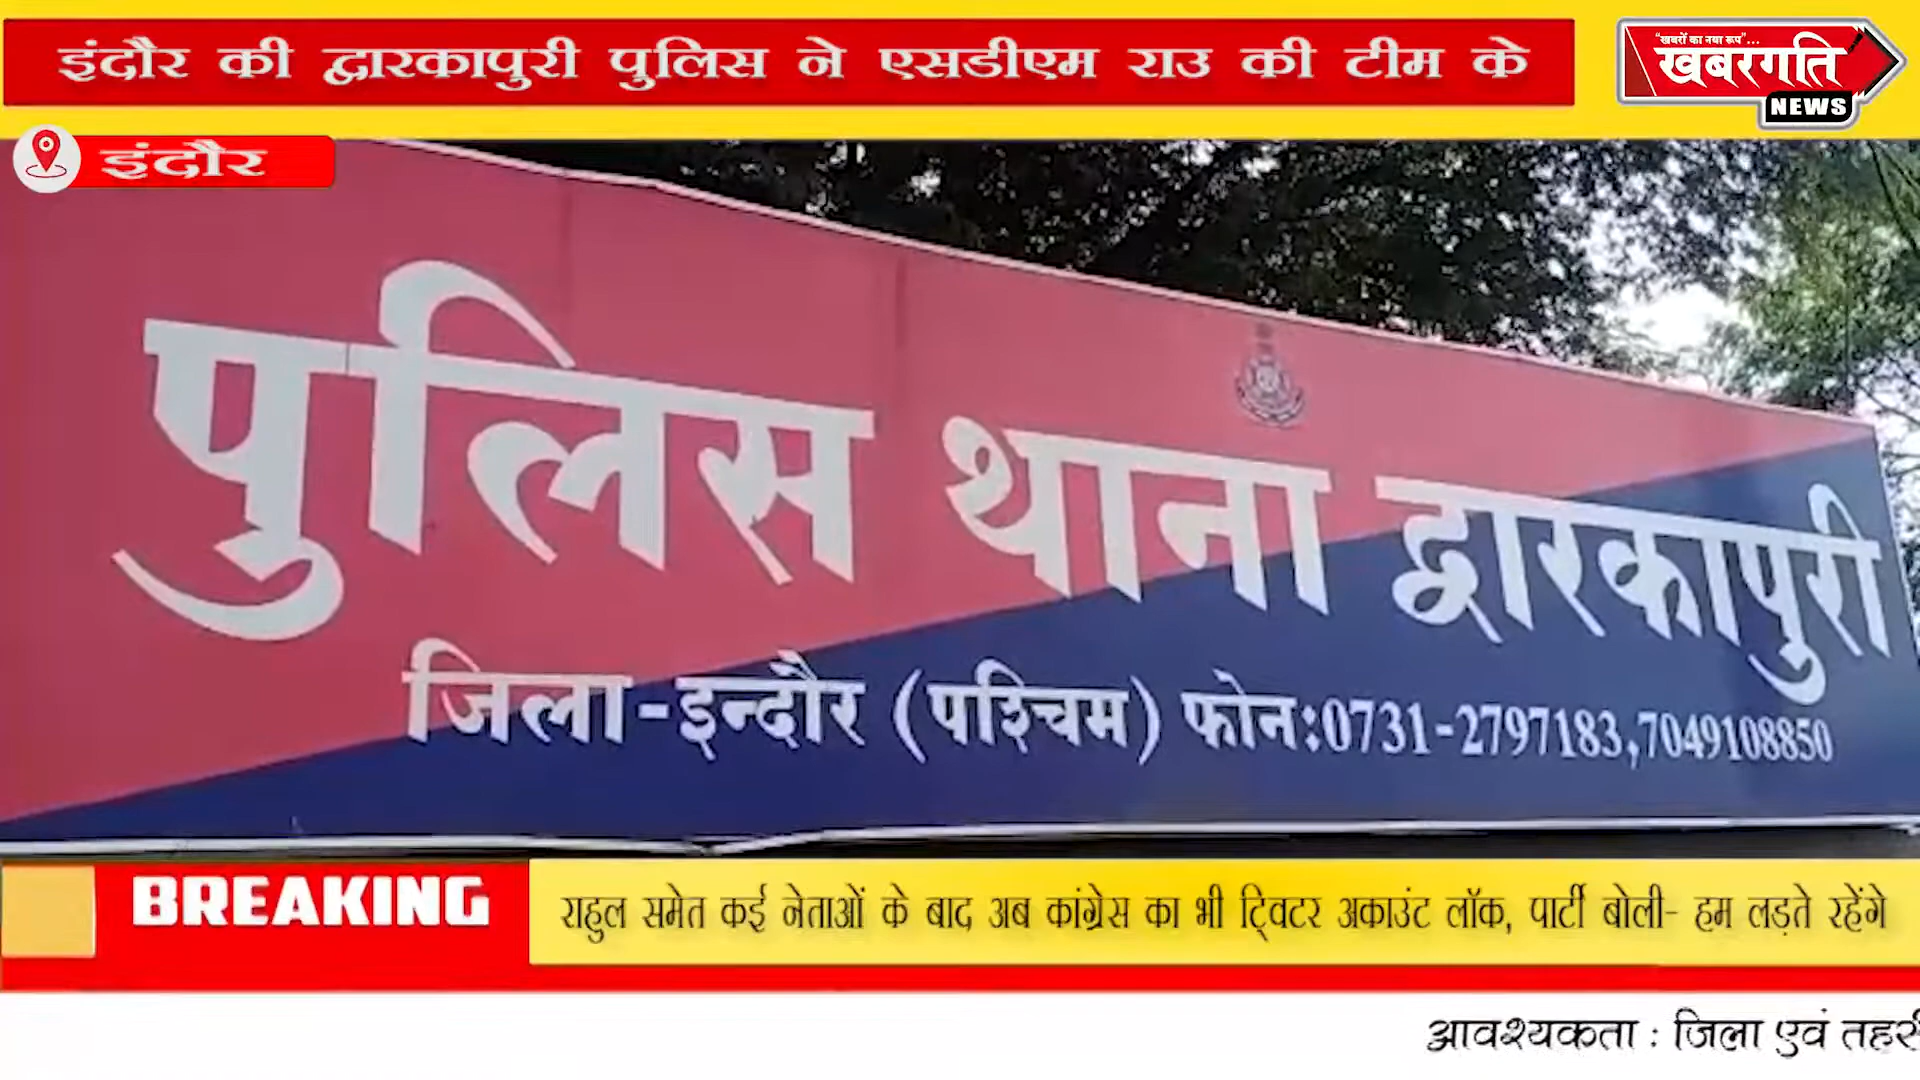 इंदौर की द्वारकापुरी पुलिस ने एसडीएम राउ की टीम के
"खबरों का नया रूप"...
खबरगति
NEWS
इंदौर
पुलिस थाना द्वारकापुरी
जिला-इन्दौर (पश्चिम) फोन:0731-2797183,7049108850
BREAKING
राहुल समेत कई नेताओं के बाद अब कांग्रेस का भी ट्विटर अकाउंट लॉक, पार्टी बोली- हम लड़ते रहेंगे
आवश्यकता : जिला एवं